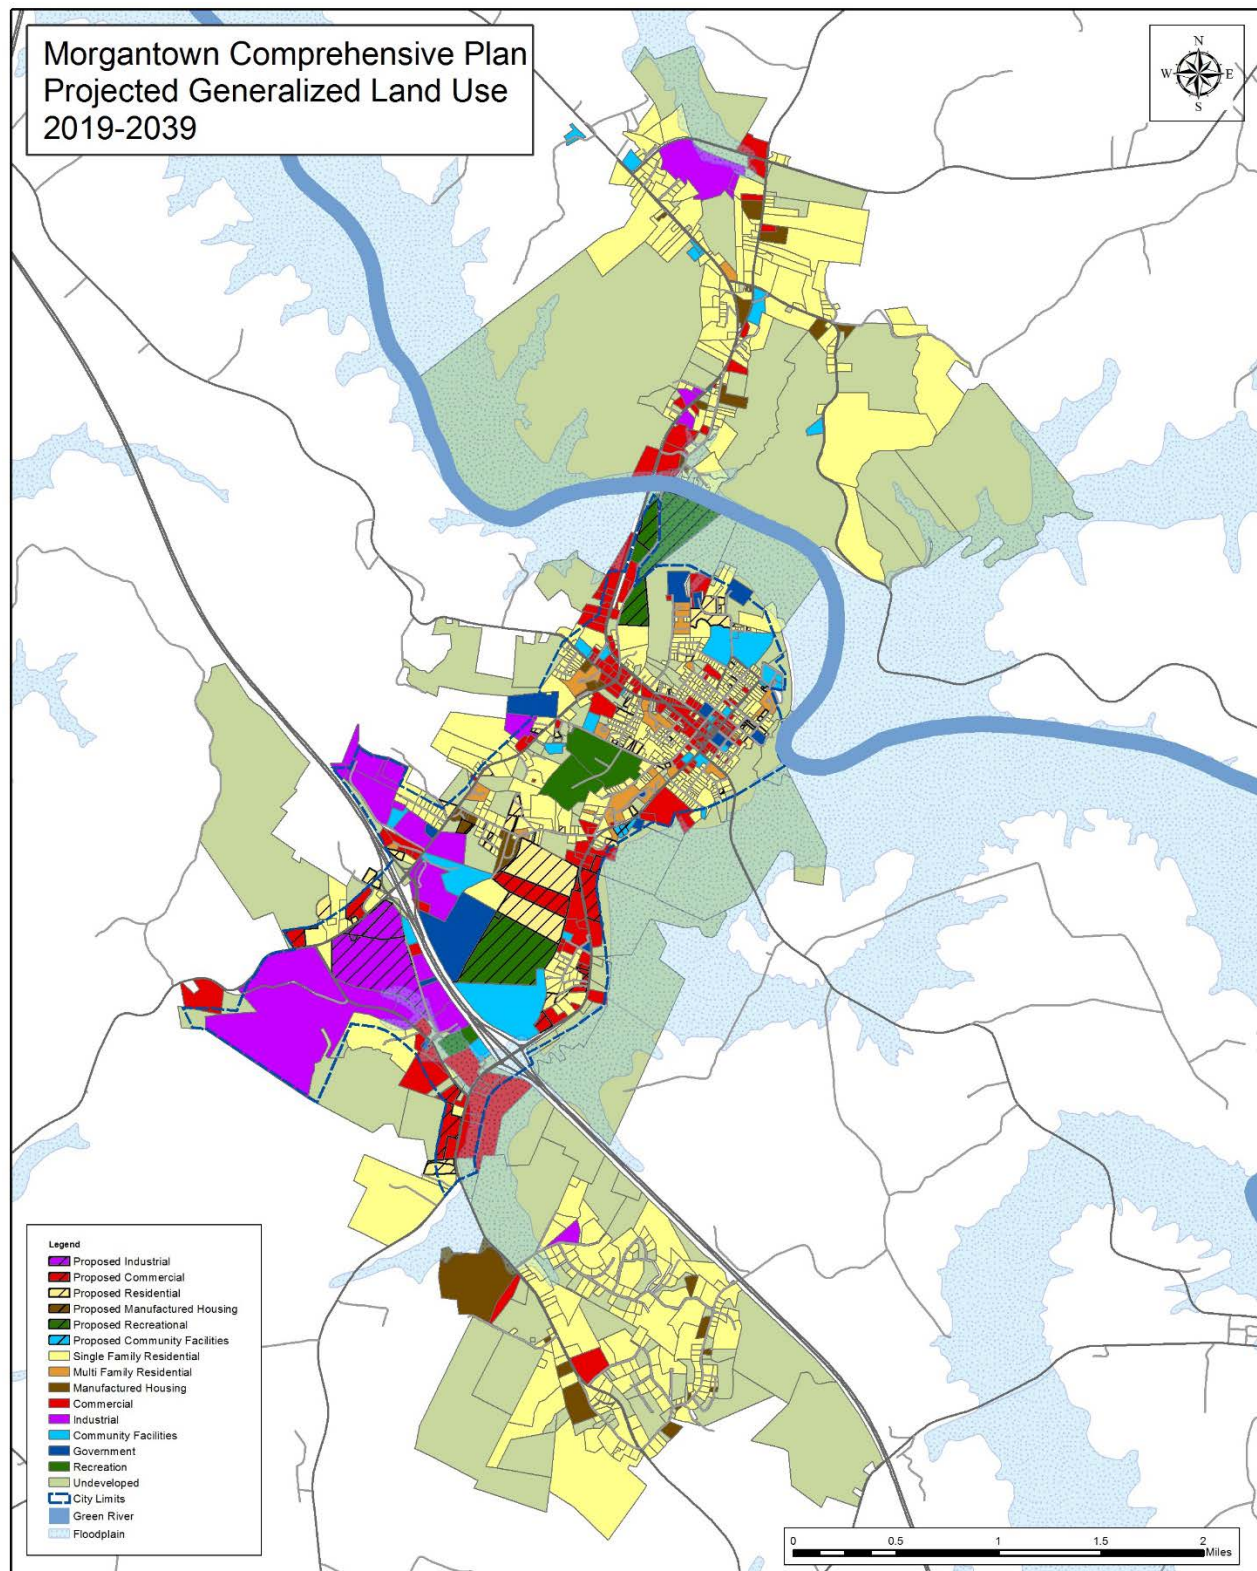 Morgantown Comprehensive Plan
Projected Generalized Land Use
2019-2039
N
W
E
S
Legend
Proposed Industrial
Proposed Commercial
Proposed Residential
Proposed Manufactured Housing
Proposed Recreational
Proposed Community Facilities
Single Family Residential
Multi Family Residential
Manufactured Housing
Commercial
Industrial
Community Facilities
Government
Recreation
Undeveloped
City Limits
Green River
Floodplain
0 0.5 1 1.5 2
Miles